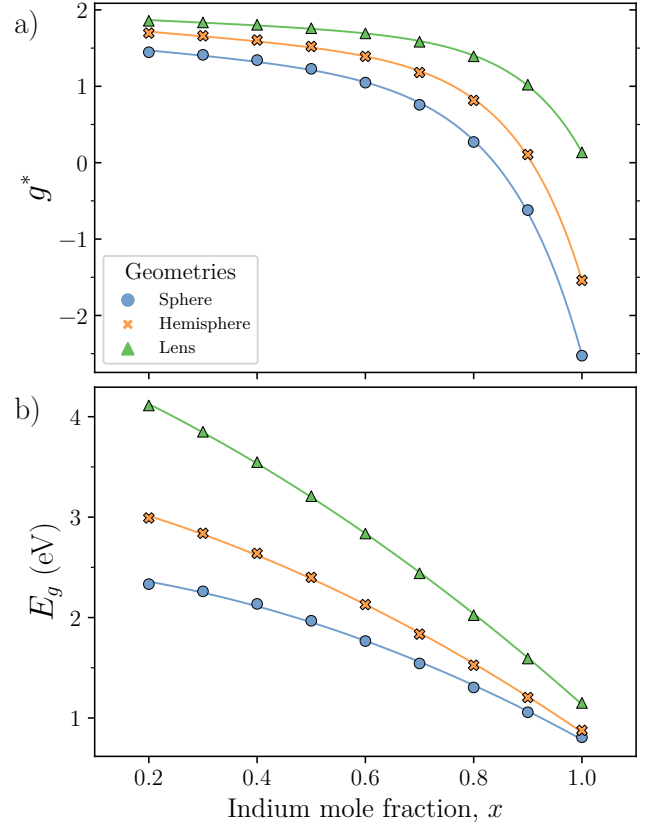 a)
2
1
0
−1
−2
g*
Geometries
Sphere
Hemisphere
Lens
b)
4
3
2
1
E_g (eV)
0.2 0.4 0.6 0.8 1.0
Indium mole fraction, x